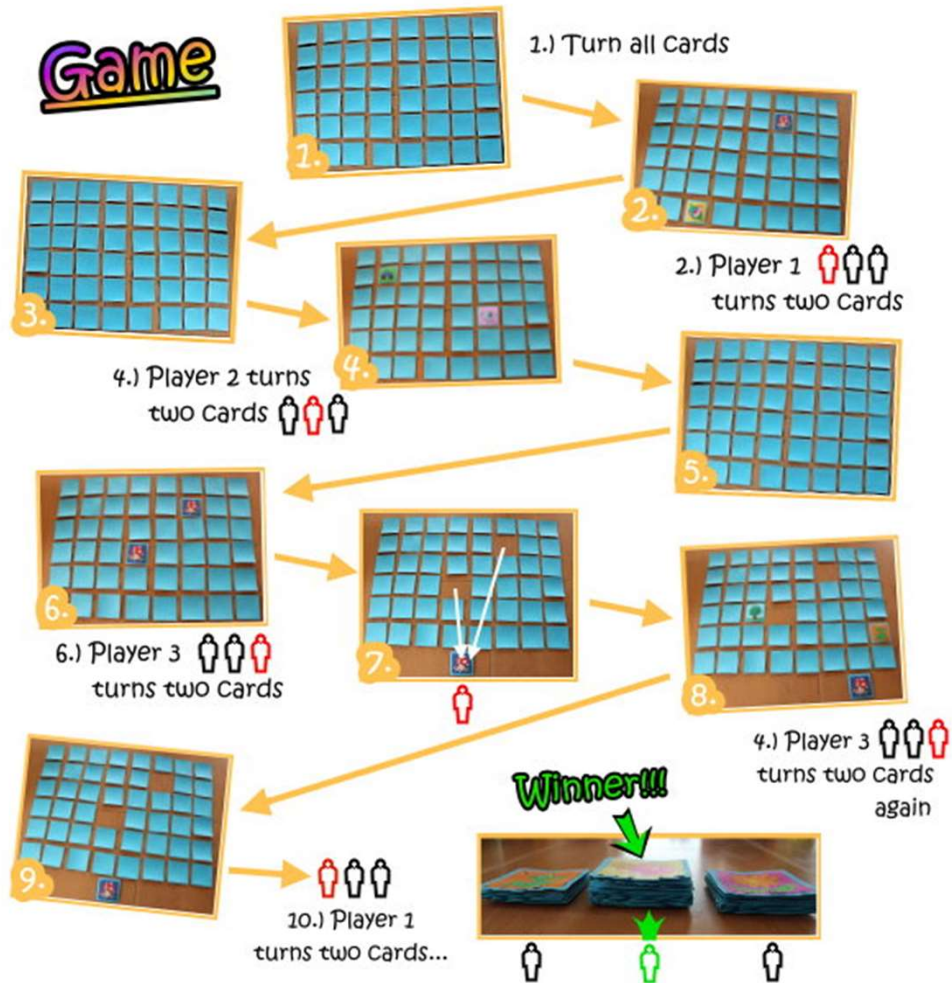 Game
1.) Turn all cards
1.
2.
2.) Player 1
turns two cards
3.
4.
4.) Player 2 turns
two cards
5.
6.
6.) Player 3
turns two cards
7.
8.
4.) Player 3
turns two cards
again
9.
10.) Player 1
turns two cards...
Winner!!!